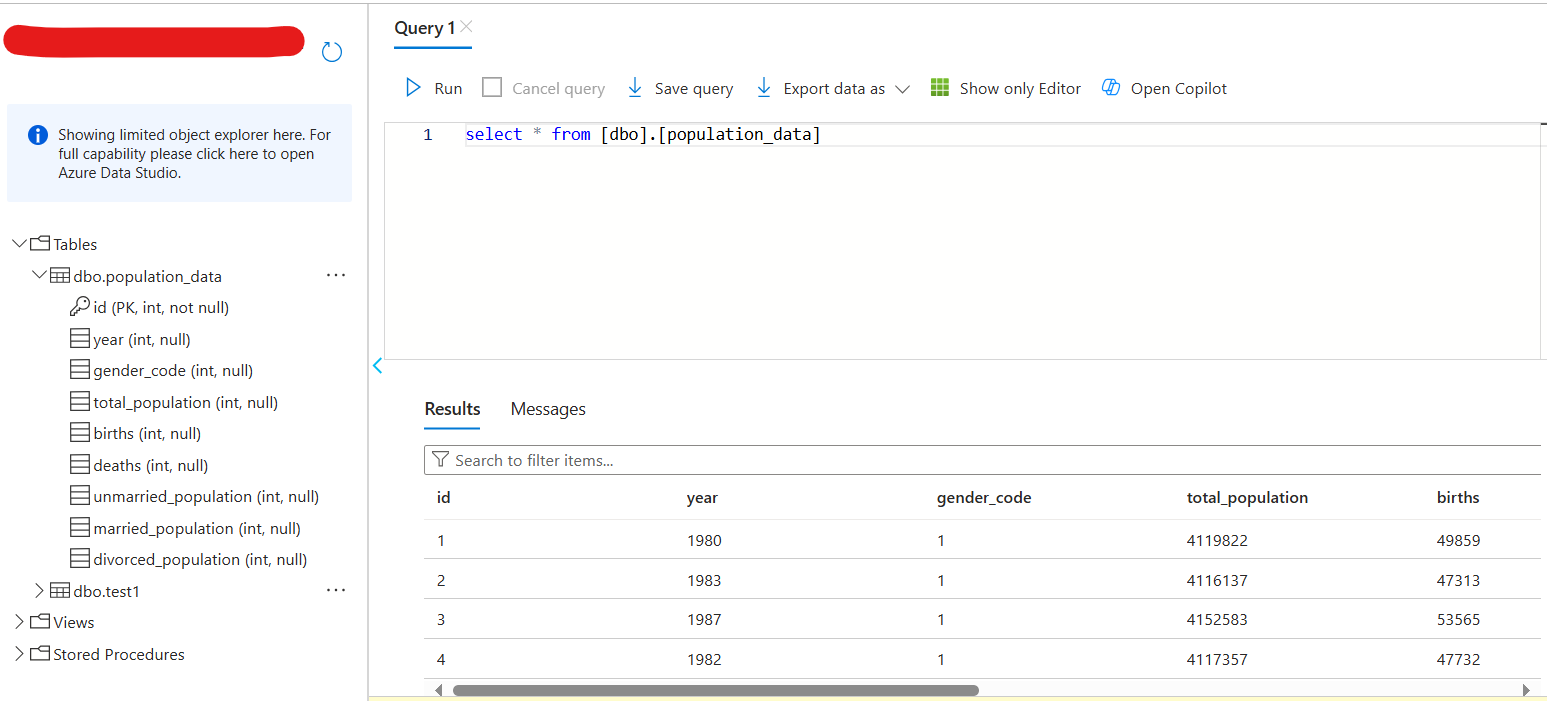 Showing limited object explorer here. For
full capability please click here to open
Azure Data Studio.
Tables
dbo.population_data ...
id (PK, int, not null)
year (int, null)
gender_code (int, null)
total_population (int, null)
births (int, null)
deaths (int, null)
unmarried_population (int, null)
married_population (int, null)
divorced_population (int, null)
dbo.test1 ...
Views
Stored Procedures
Query 1
Run Cancel query Save query Export data as Show only Editor Open Copilot
1 select * from [dbo].[population_data]
Results Messages
Search to filter items...
id year gender_code total_population births
1 1980 1 4119822 49859
2 1983 1 4116137 47313
3 1987 1 4152583 53565
4 1982 1 4117357 47732